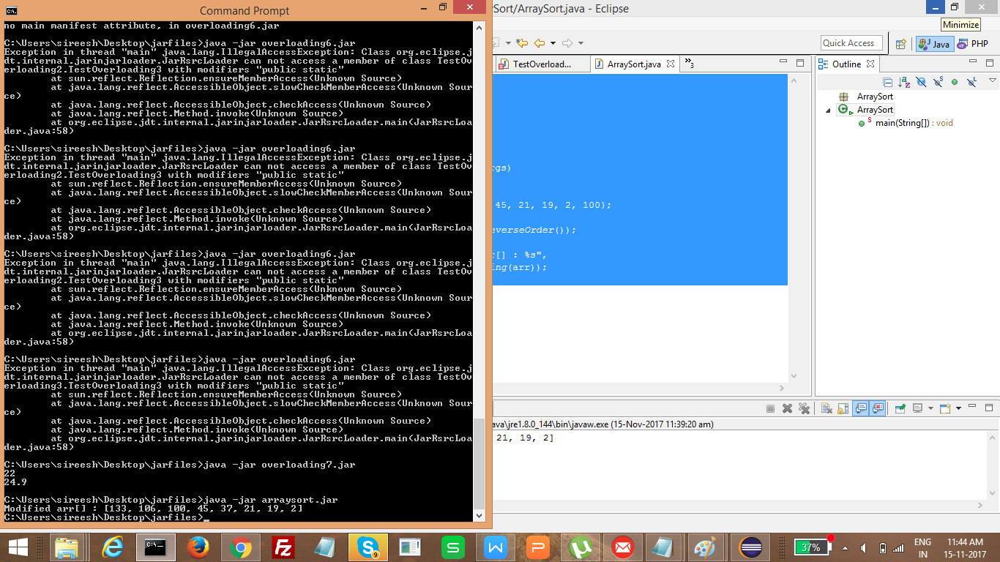 Command Prompt
no main manifest attribute, in overloading6.jar
C:\Users\sireesh\Desktop\jarfiles>java -jar overloading6.jar
Exception in thread "main" java.lang.IllegalAccessException: Class org.eclipse.j
dt.internal.jarinjarloader.JarRsrcLoader can not access a member of class TestOv
erloading2.TestOverloading3 with modifiers "public static"
at sun.reflect.Reflection.ensureMemberAccess(Unknown Source)
at java.lang.reflect.AccessibleObject.slowCheckMemberAccess(Unknown Sour
ce)
at java.lang.reflect.AccessibleObject.checkAccess(Unknown Source)
at java.lang.reflect.Method.invoke(Unknown Source)
at org.eclipse.jdt.internal.jarinjarloader.JarRsrcLoader.main(JarRsrcLoa
der.java:58)
C:\Users\sireesh\Desktop\jarfiles>java -jar overloading6.jar
Exception in thread "main" java.lang.IllegalAccessException: Class org.eclipse.j
dt.internal.jarinjarloader.JarRsrcLoader can not access a member of class TestOv
erloading2.TestOverloading3 with modifiers "public static"
at sun.reflect.Reflection.ensureMemberAccess(Unknown Source)
at java.lang.reflect.AccessibleObject.slowCheckMemberAccess(Unknown Sour
ce)
at java.lang.reflect.AccessibleObject.checkAccess(Unknown Source)
at java.lang.reflect.Method.invoke(Unknown Source)
at org.eclipse.jdt.internal.jarinjarloader.JarRsrcLoader.main(JarRsrcLoa
der.java:58)
C:\Users\sireesh\Desktop\jarfiles>java -jar overloading6.jar
Exception in thread "main" java.lang.IllegalAccessException: Class org.eclipse.j
dt.internal.jarinjarloader.JarRsrcLoader can not access a member of class TestOv
erloading2.TestOverloading3 with modifiers "public static"
at sun.reflect.Reflection.ensureMemberAccess(Unknown Source)
at java.lang.reflect.AccessibleObject.slowCheckMemberAccess(Unknown Sour
ce)
at java.lang.reflect.AccessibleObject.checkAccess(Unknown Source)
at java.lang.reflect.Method.invoke(Unknown Source)
at org.eclipse.jdt.internal.jarinjarloader.JarRsrcLoader.main(JarRsrcLoa
der.java:58)
C:\Users\sireesh\Desktop\jarfiles>java -jar overloading6.jar
Exception in thread "main" java.lang.IllegalAccessException: Class org.eclipse.j
dt.internal.jarinjarloader.JarRsrcLoader can not access a member of class TestOv
erloading3.TestOverloading3 with modifiers "public static"
at sun.reflect.Reflection.ensureMemberAccess(Unknown Source)
at java.lang.reflect.AccessibleObject.slowCheckMemberAccess(Unknown Sour
ce)
at java.lang.reflect.AccessibleObject.checkAccess(Unknown Source)
at java.lang.reflect.Method.invoke(Unknown Source)
at org.eclipse.jdt.internal.jarinjarloader.JarRsrcLoader.main(JarRsrcLoa
der.java:58)
C:\Users\sireesh\Desktop\jarfiles>java -jar overloading7.jar
22
24.9
C:\Users\sireesh\Desktop\jarfiles>java -jar arraysort.jar
Modified arr[] : [133, 106, 100, 45, 37, 21, 19, 2]
C:\Users\sireesh\Desktop\jarfiles>_
ySort/ArraySort.java - Eclipse
Minimize
Quick Access
Java
PHP
TestOverload...
ArraySort.java
»3
Outline
ArraySort
ArraySort
main(String[]) : void
rgs)
45, 21, 19, 2, 100};
everseOrder());
r[] : %s",
ing(arr));
ava\jre1.8.0_144\bin\javaw.exe (15-Nov-2017 11:39:20 am)
21, 19, 2]
37%
ENG
IN
11:44 AM
15-11-2017